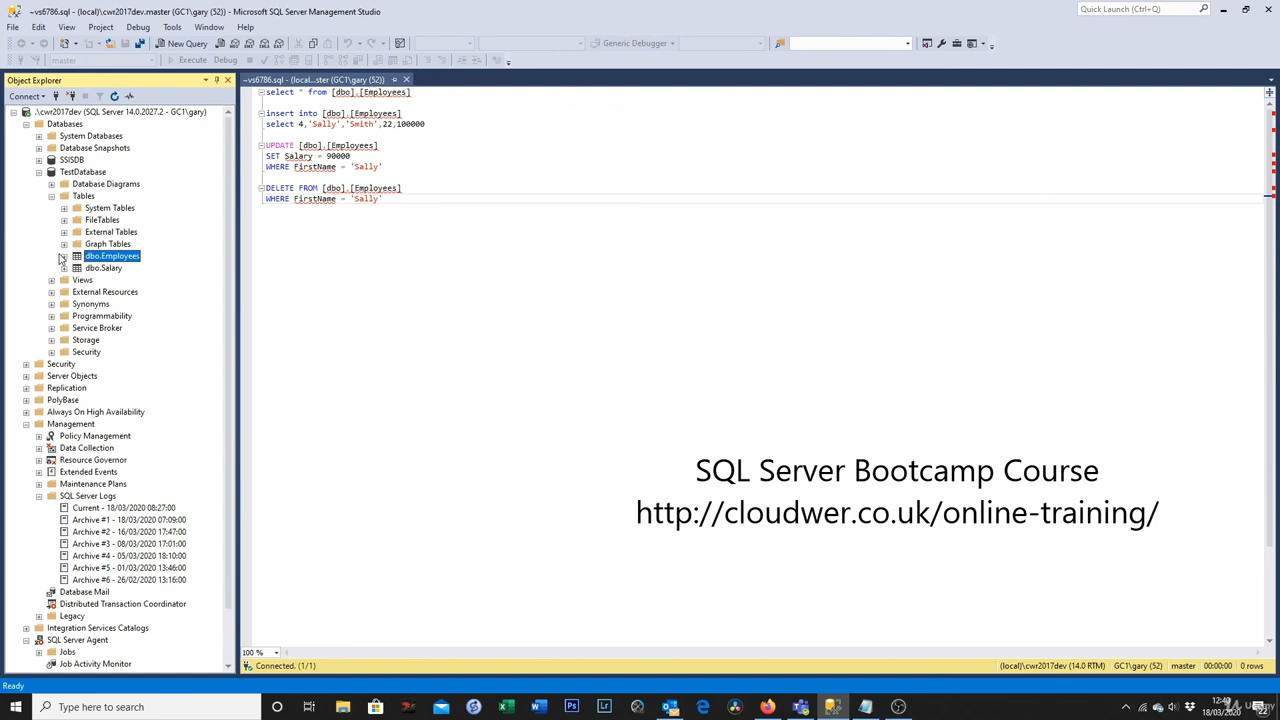 ~vs6786.sql - (local)\cwr2017dev.master (GC1\gary (52)) - Microsoft SQL Server Management Studio
Quick Launch (Ctrl+Q)
File Edit View Project Debug Tools Window Help
New Query
Generic Debugger
master
Execute Debug
Object Explorer
~vs6786.sql - (local...ster (GC1\gary (52))
Connect
.\cwr2017dev (SQL Server 14.0.2027.2 - GC1\gary)
Databases
System Databases
Database Snapshots
SSISDB
TestDatabase
Database Diagrams
Tables
System Tables
FileTables
External Tables
Graph Tables
dbo.Employees
dbo.Salary
Views
External Resources
Synonyms
Programmability
Service Broker
Storage
Security
Security
Server Objects
Replication
PolyBase
Always On High Availability
Management
Policy Management
Data Collection
Resource Governor
Extended Events
Maintenance Plans
SQL Server Logs
Current - 18/03/2020 08:27:00
Archive #1 - 18/03/2020 07:09:00
Archive #2 - 16/03/2020 17:47:00
Archive #3 - 08/03/2020 17:01:00
Archive #4 - 05/03/2020 18:10:00
Archive #5 - 01/03/2020 13:46:00
Archive #6 - 26/02/2020 13:16:00
Database Mail
Distributed Transaction Coordinator
Legacy
Integration Services Catalogs
SQL Server Agent
Jobs
Job Activity Monitor
select * from [dbo].[Employees]
insert into [dbo].[Employees]
select 4,'Sally','Smith',22,100000
UPDATE [dbo].[Employees]
SET Salary = 90000
WHERE FirstName = 'Sally'
DELETE FROM [dbo].[Employees]
WHERE FirstName = 'Sally'
SQL Server Bootcamp Course
http://cloudwer.co.uk/online-training/
100 %
Connected. (1/1)
(local)\cwr2017dev (14.0 RTM) GC1\gary (52) master 00:00:00 0 rows
Ready
Type here to search
18/03/2020
Udemy